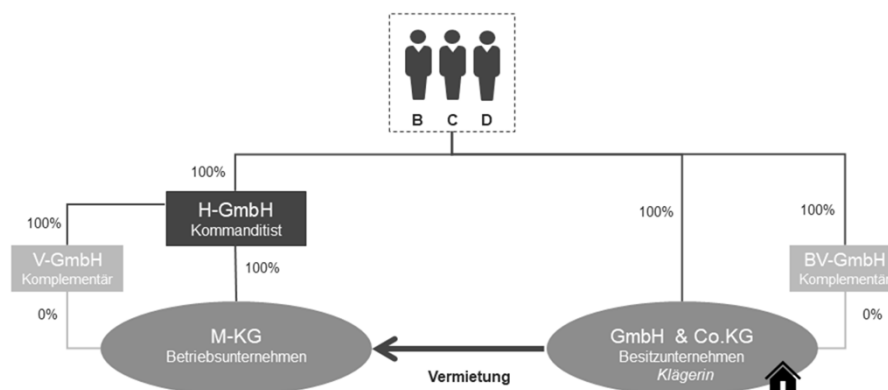 B C D
100%
H-GmbH
Kommanditist
100%
100%
100%
V-GmbH
Komplementär
100%
BV-GmbH
Komplementär
0%
0%
M-KG
Betriebsunternehmen
GmbH & Co.KG
Besitzunternehmen
Klägerin
Vermietung